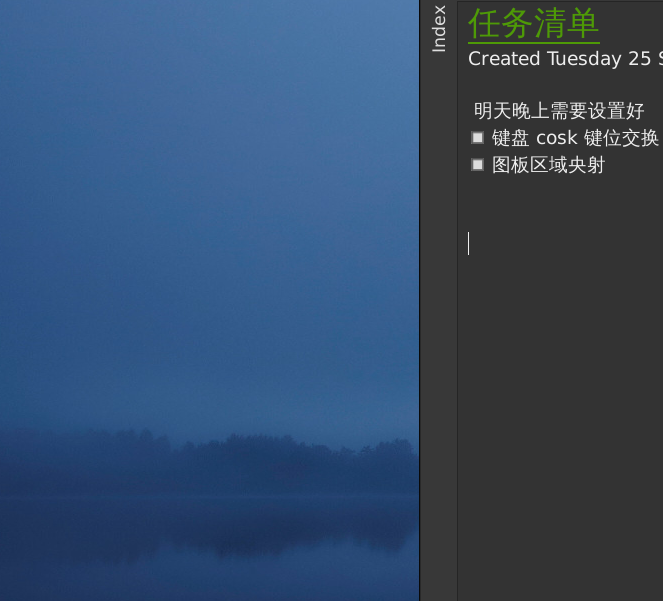 Index
任务清单
Created Tuesday 25 S
明天晚上需要设置好
键盘 cosk 键位交换
图板区域央射